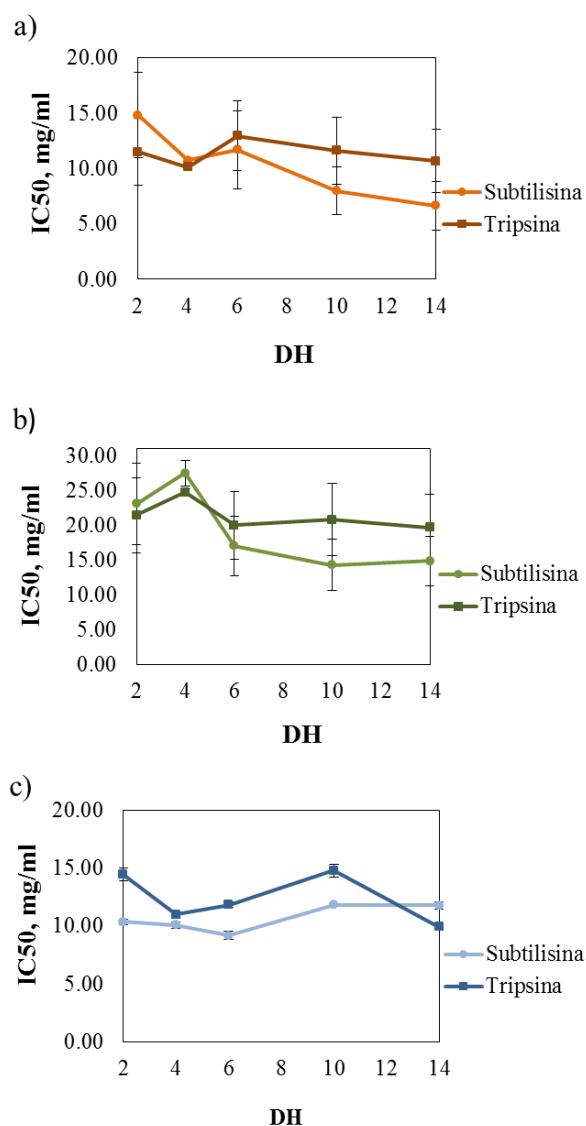 a)
IC50, mg/ml
20.00
15.00
10.00
5.00
0.00
2 4 6 8 10 12 14
DH
Subtilisina
Tripsina
b)
IC50, mg/ml
30.00
25.00
20.00
15.00
10.00
5.00
0.00
2 4 6 8 10 12 14
DH
Subtilisina
Tripsina
c)
IC50, mg/ml
20.00
15.00
10.00
5.00
0.00
2 4 6 8 10 12 14
DH
Subtilisina
Tripsina